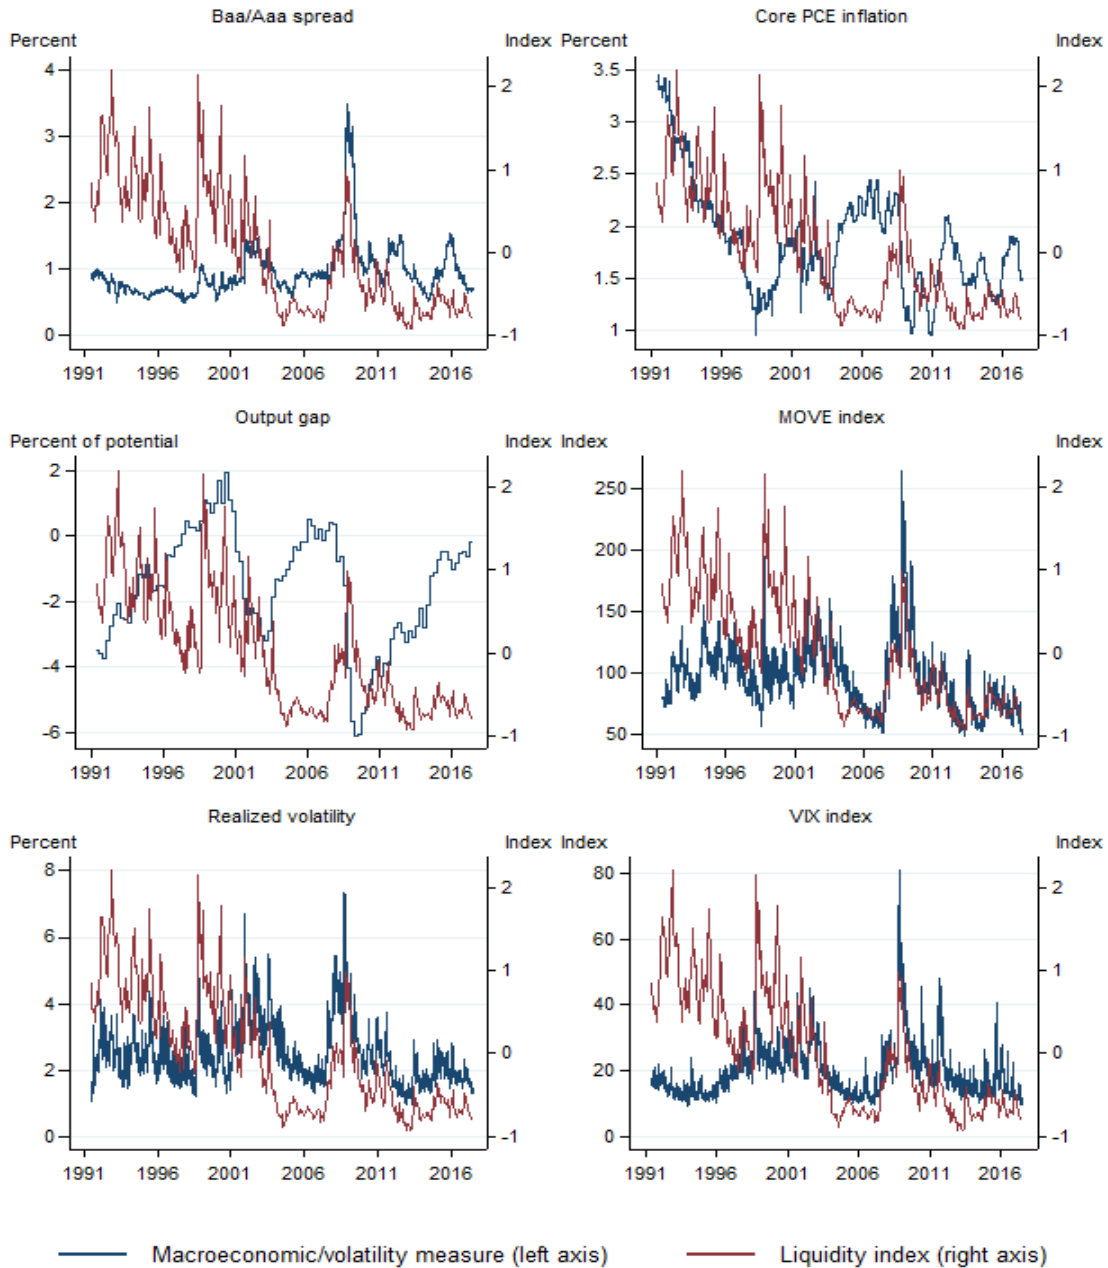 Baa/Aaa spread
Percent Index
4
3
2
1
0
2
1
0
-1
1991 1996 2001 2006 2011 2016
Core PCE inflation
Percent Index
3.5
3
2.5
2
1.5
1
2
1
0
-1
1991 1996 2001 2006 2011 2016
Output gap
Percent of potential Index
2
0
-2
-4
-6
2
1
0
-1
1991 1996 2001 2006 2011 2016
MOVE index
Index Index
250
200
150
100
50
2
1
0
-1
1991 1996 2001 2006 2011 2016
Realized volatility
Percent Index
8
6
4
2
0
2
1
0
-1
1991 1996 2001 2006 2011 2016
VIX index
Index Index
80
60
40
20
0
2
1
0
-1
1991 1996 2001 2006 2011 2016
Macroeconomic/volatility measure (left axis) Liquidity index (right axis)